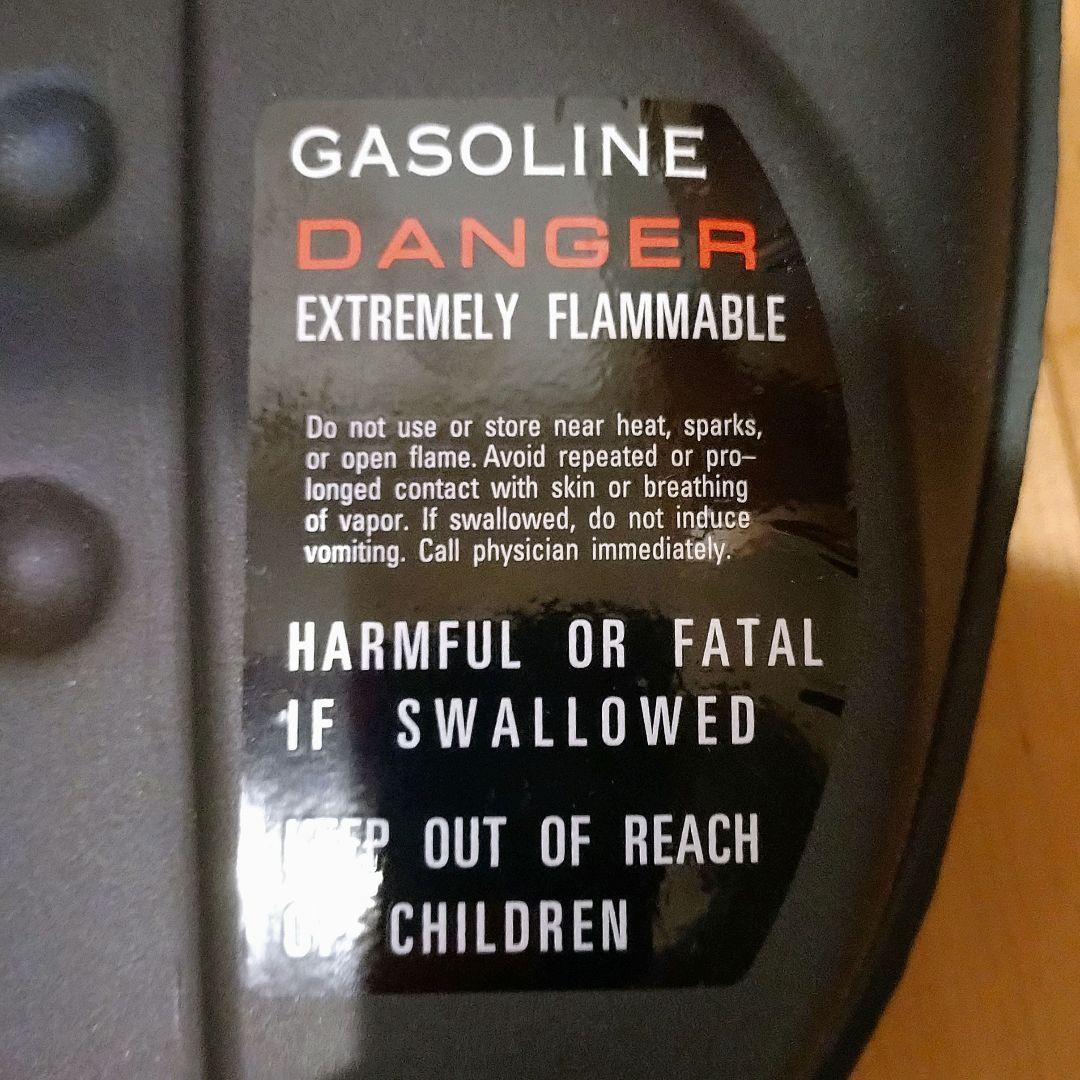 GASOLINE
DANGER
EXTREMELY FLAMMABLE
Do not use or store near heat, sparks,
or open flame. Avoid repeated or pro-
longed contact with skin or breathing
of vapor. If swallowed, do not induce
vomiting. Call physician immediately.
HARMFUL OR FATAL
IF SWALLOWED
KEEP OUT OF REACH
OF CHILDREN